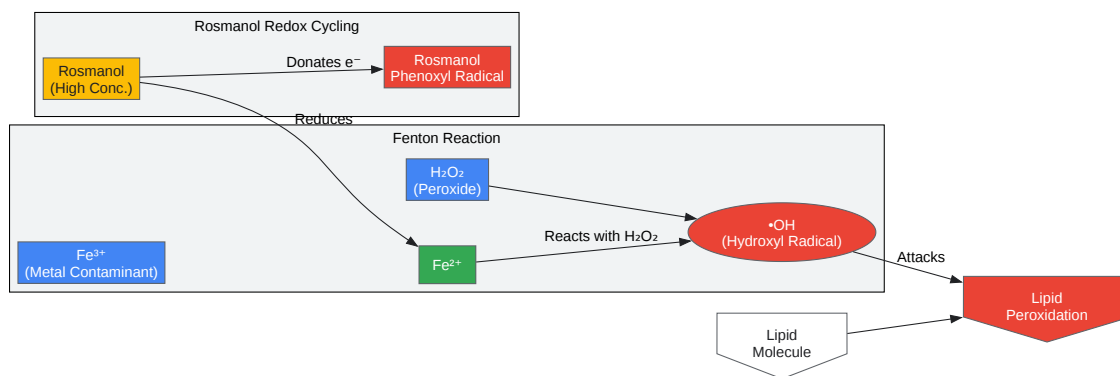 Rosmanol Redox Cycling
Rosmanol
(High Conc.)
Donates e⁻
Rosmanol
Phenoxyl Radical
Reduces
Fenton Reaction
H₂O₂
(Peroxide)
Fe³⁺
(Metal Contaminant)
Fe²⁺
Reacts with H₂O₂
•OH
(Hydroxyl Radical)
Attacks
Lipid
Peroxidation
Lipid
Molecule